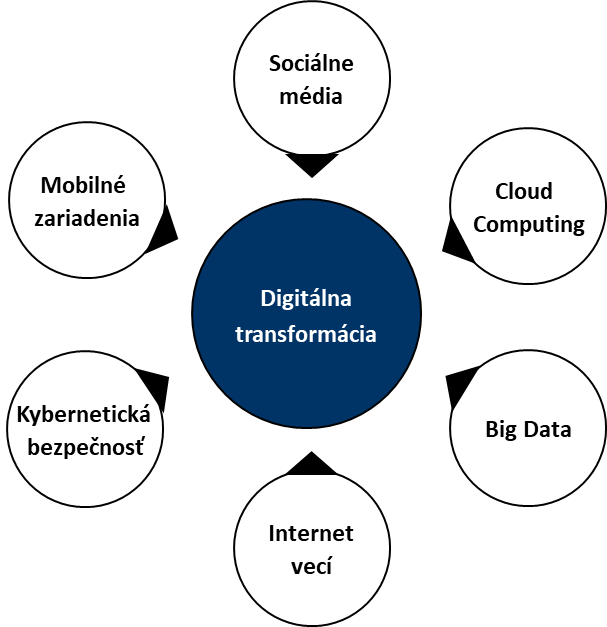 Sociálne
média
Mobilné
zariadenia
Cloud
Computing
Digitálna
transformácia
Kybernetická
bezpečnosť
Big Data
Internet
vecí